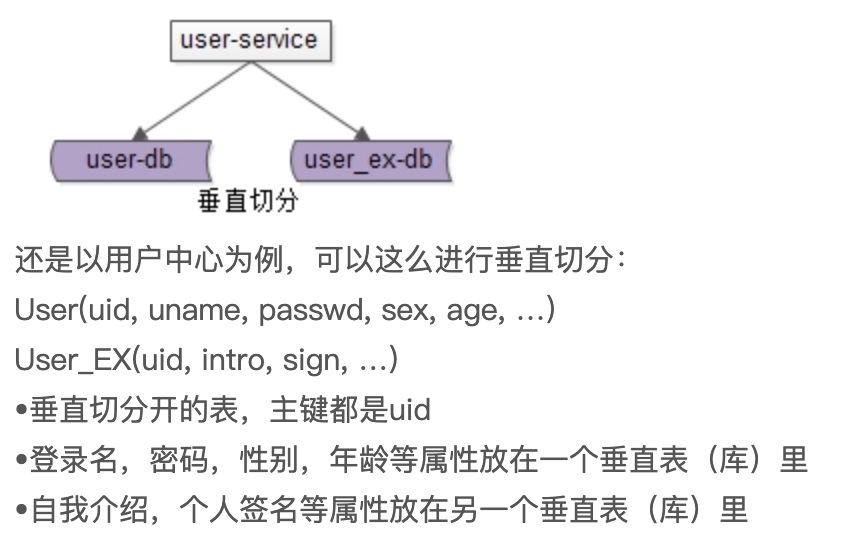 user-service
user-db
user_ex-db
垂直切分
还是以用户中心为例，可以这么进行垂直切分：
User(uid, uname, passwd, sex, age, …)
User_EX(uid, intro, sign, …)
•垂直切分开的表，主键都是uid
•登录名，密码，性别，年龄等属性放在一个垂直表（库）里
•自我介绍，个人签名等属性放在另一个垂直表（库）里